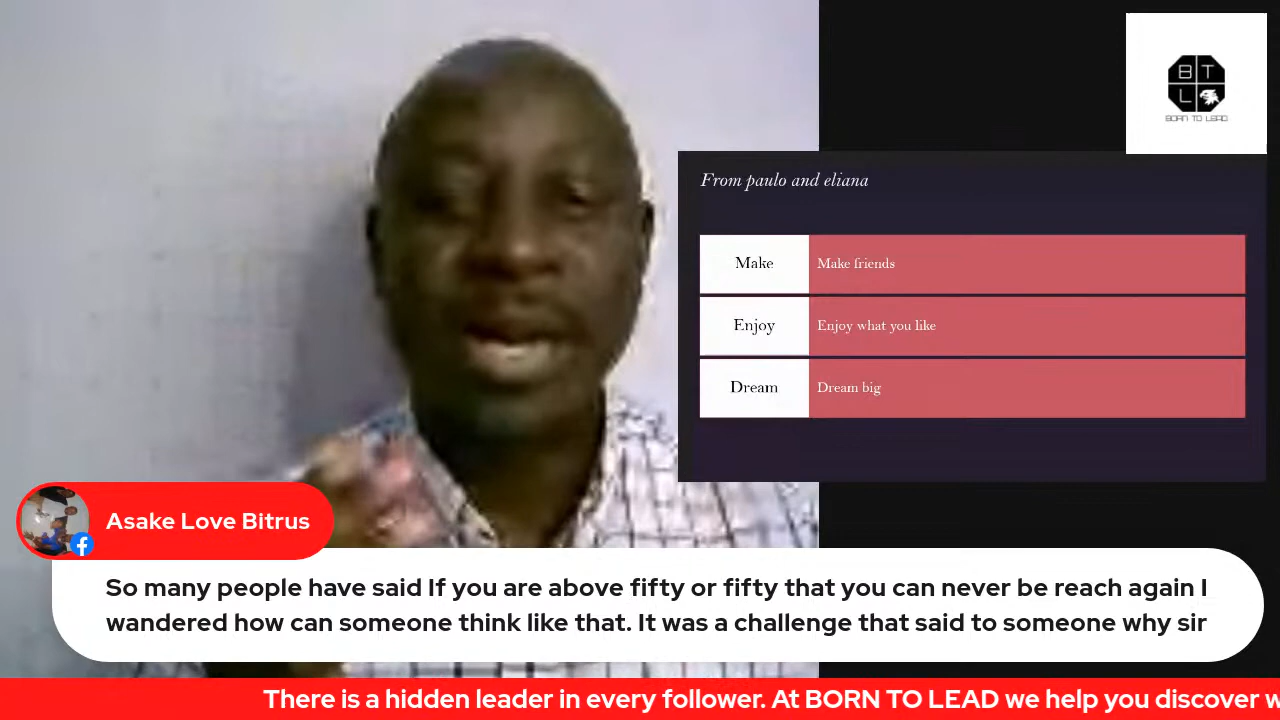 B T
L
BORN TO LEAD
From paulo and eliana
Make Make friends
Enjoy Enjoy what you like
Dream Dream big
Asake Love Bitrus
So many people have said If you are above fifty or fifty that you can never be reach again I
wandered how can someone think like that. It was a challenge that said to someone why sir
There is a hidden leader in every follower. At BORN TO LEAD we help you discover w